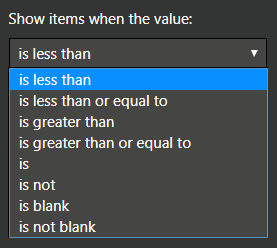 Show items when the value:
is less than
is less than
is less than or equal to
is greater than
is greater than or equal to
is
is not
is blank
is not blank